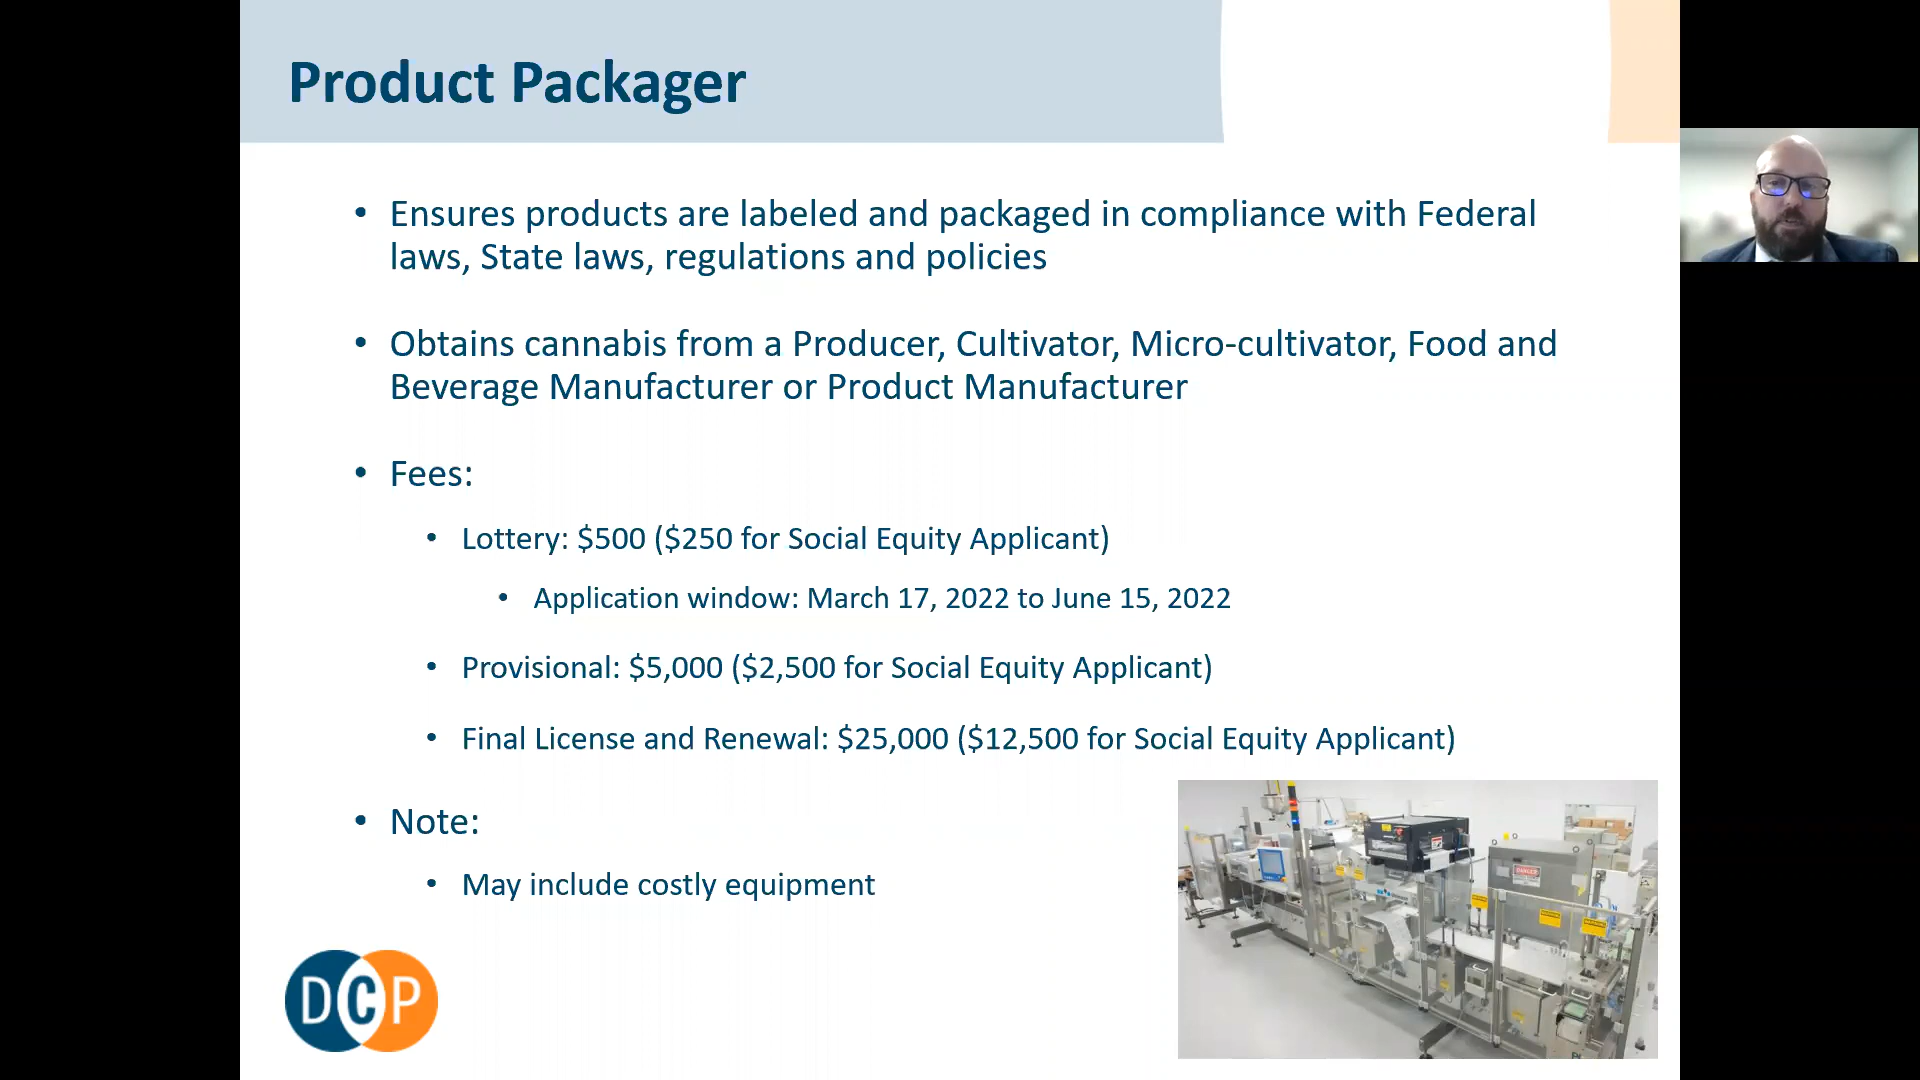 Product Packager
• Ensures products are labeled and packaged in compliance with Federal
laws, State laws, regulations and policies
• Obtains cannabis from a Producer, Cultivator, Micro-cultivator, Food and
Beverage Manufacturer or Product Manufacturer
• Fees:
• Lottery: $500 ($250 for Social Equity Applicant)
• Application window: March 17, 2022 to June 15, 2022
• Provisional: $5,000 ($2,500 for Social Equity Applicant)
• Final License and Renewal: $25,000 ($12,500 for Social Equity Applicant)
• Note:
• May include costly equipment
DCP
DANGER